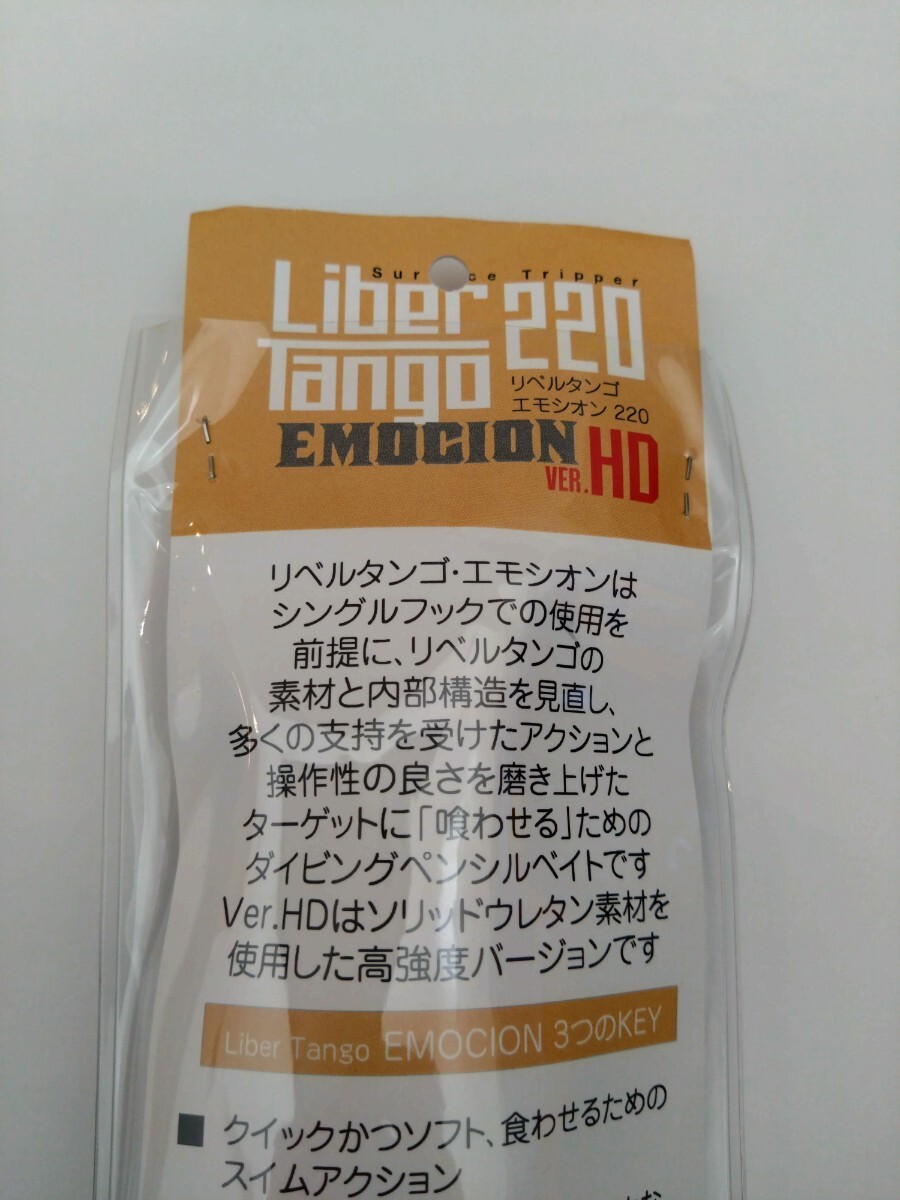 Sur ce Tripper
Liber
Tango 220
リベルタンゴ
エモシオン 220
EMOCION
VER.HD
リベルタンゴ・エモシオンは
シングルフックでの使用を
前提に、リベルタンゴの
素材と内部構造を見直し、
多くの支持を受けたアクションと
操作性の良さを磨き上げた
ターゲットに「喰わせる」ための
ダイビングペンシルベイトです
Ver.HDはソリッドウレタン素材を
使用した高強度バージョンです
Liber Tango EMOCION 3つのKEY
■ クイックかつソフト、食わせるための
スイムアクション